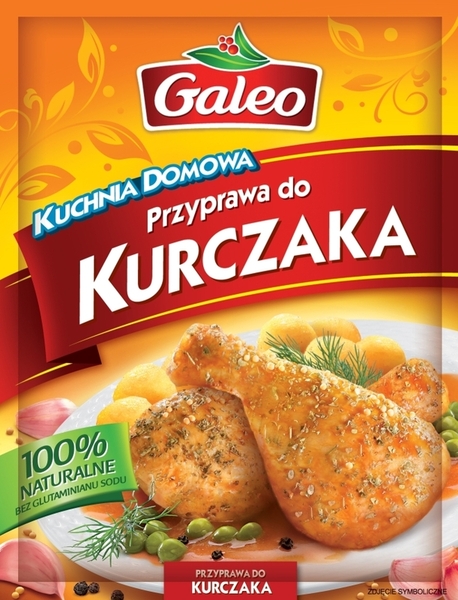 Galeo
KUCHNIA DOMOWA
Przyprawa do
KURCZAKA
100%
NATURALNE
BEZ GLUTAMINIANU SODU
PRZYPRAWA DO
KURCZAKA
ZDJĘCIE SYMBOLICZNE